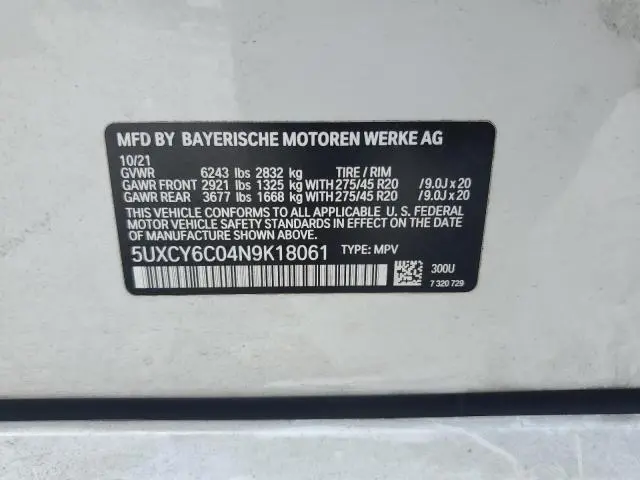 MFD BY BAYERISCHE MOTOREN WERKE AG
10/21
GVWR 6243 lbs 2832 kg TIRE / RIM
GAWR FRONT 2921 lbs 1325 kg WITH 275/45 R20 /9.0J x 20
GAWR REAR 3677 lbs 1668 kg WITH 275/45 R20 /9.0J x 20
THIS VEHICLE CONFORMS TO ALL APPLICABLE U. S. FEDERAL
MOTOR VEHICLE SAFETY STANDARDS IN EFFECT ON THE DATE
OF MANUFACTURE SHOWN ABOVE.
5UXCY6C04N9K18061 TYPE: MPV
300U
7 320 729